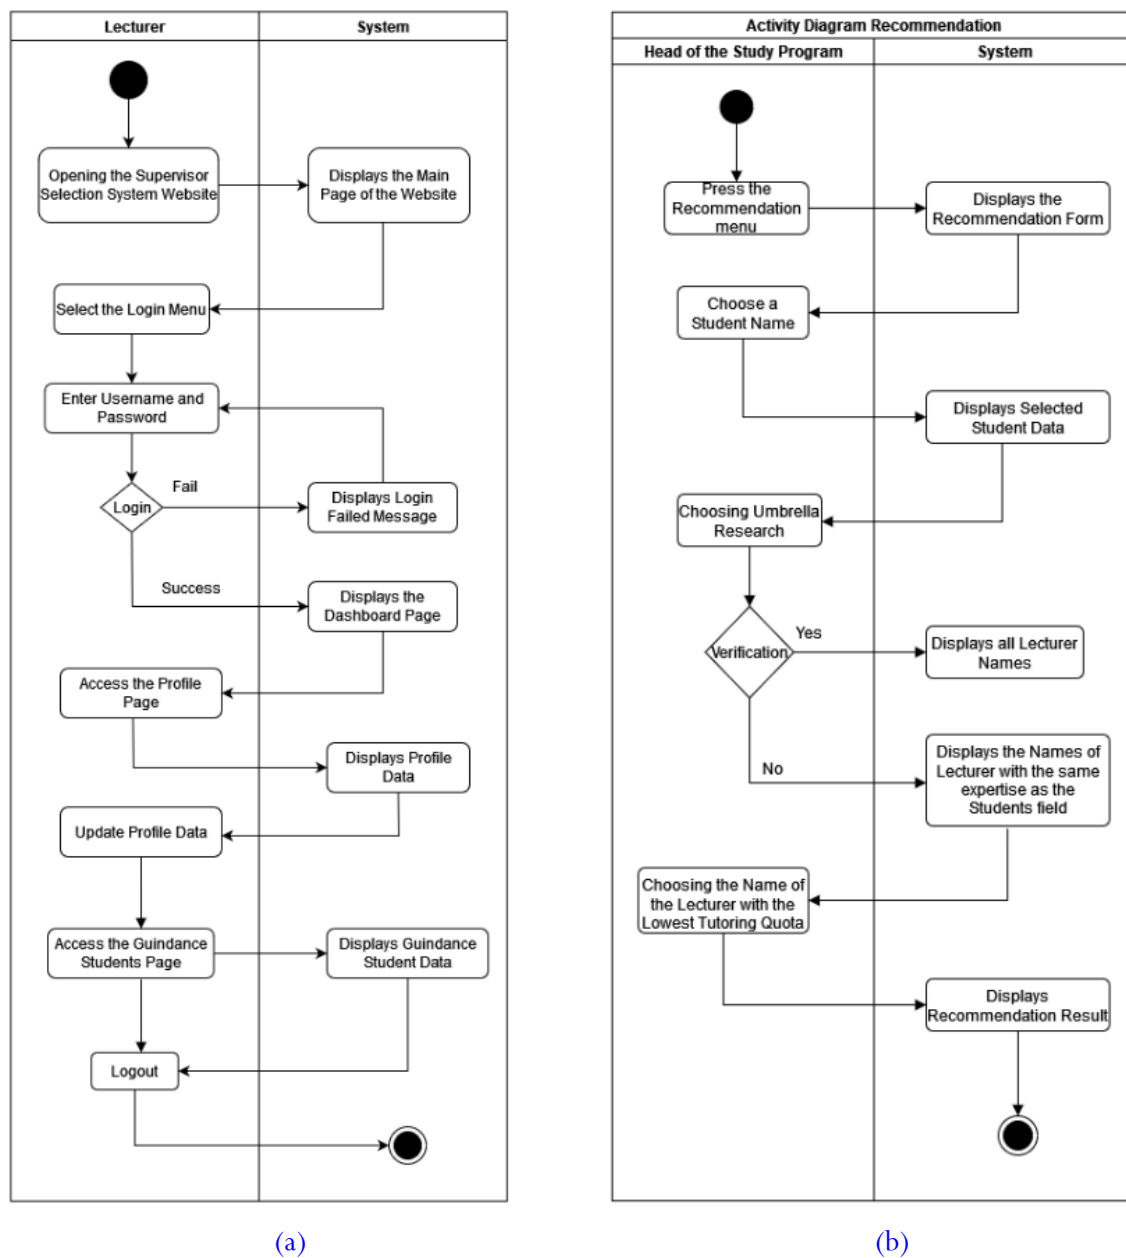 Lecturer
System
Opening the Supervisor
Selection System Website
Displays the Main
Page of the Website
Select the Login Menu
Enter Username and
Password
Login
Fail
Displays Login
Failed Message
Success
Displays the
Dashboard Page
Access the Profile
Page
Displays Profile
Data
Update Profile Data
Access the Guindance
Students Page
Displays Guindance
Student Data
Logout
(a)
Activity Diagram Recommendation
Head of the Study Program
System
Press the
Recommendation
menu
Displays the
Recommendation Form
Choose a
Student Name
Displays Selected
Student Data
Choosing Umbrella
Research
Verification
Yes
Displays all Lecturer
Names
No
Displays the Names of
Lecturer with the same
expertise as the
Students field
Choosing the Name of
the Lecturer with the
Lowest Tutoring Quota
Displays
Recommendation Result
(b)